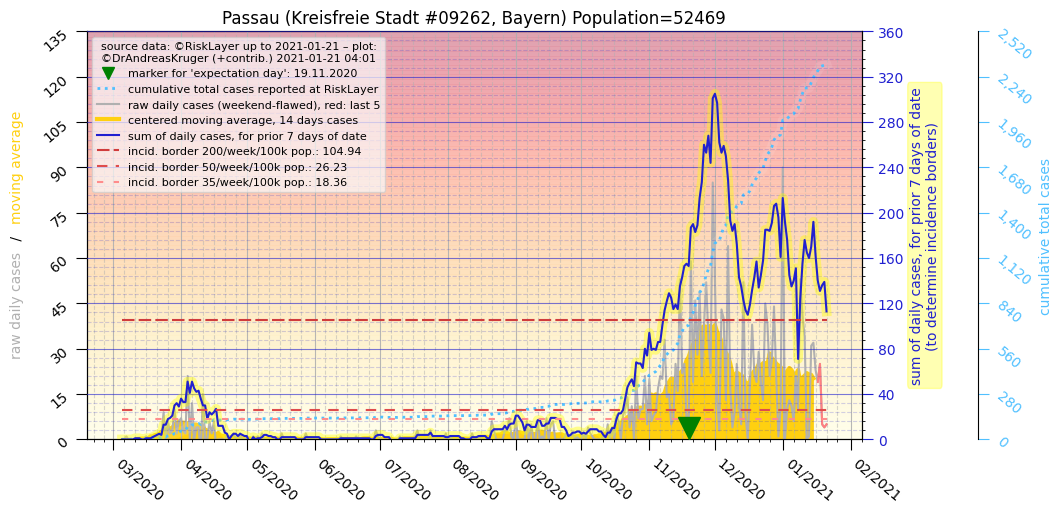 Passau (Kreisfreie Stadt #09262, Bayern) Population=52469
source data: ©RiskLayer up to 2021-01-21 – plot:
©DrAndreasKruger (+contrib.) 2021-01-21 04:01
marker for 'expectation day': 19.11.2020
cumulative total cases reported at RiskLayer
raw daily cases (weekend-flawed), red: last 5
centered moving average, 14 days cases
sum of daily cases, for prior 7 days of date
incid. border 200/week/100k pop.: 104.94
incid. border 50/week/100k pop.: 26.23
incid. border 35/week/100k pop.: 18.36
raw daily cases / moving average
135
120
105
90
75
60
45
30
15
0
03/2020
04/2020
05/2020
06/2020
07/2020
08/2020
09/2020
10/2020
11/2020
12/2020
01/2021
02/2021
360
320
280
240
200
160
120
80
40
0
sum of daily cases, for prior 7 days of date
(to determine incidence borders)
2,520
2,240
1,960
1,680
1,400
1,120
840
560
280
0
cumulative total cases